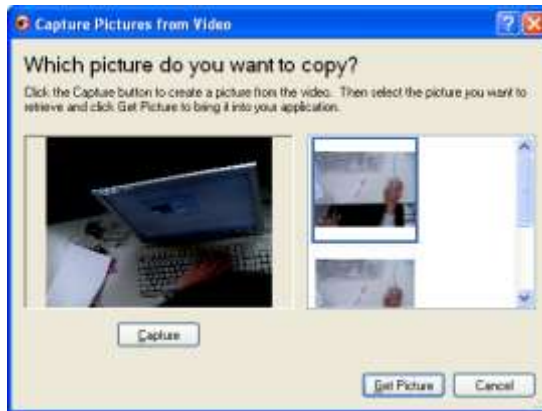 Capture Pictures from Video
Which picture do you want to copy?
Click the Capture button to create a picture from the video. Then select the picture you want to
retrieve and click Get Picture to bring it into your application.
Capture
Get Picture
Cancel